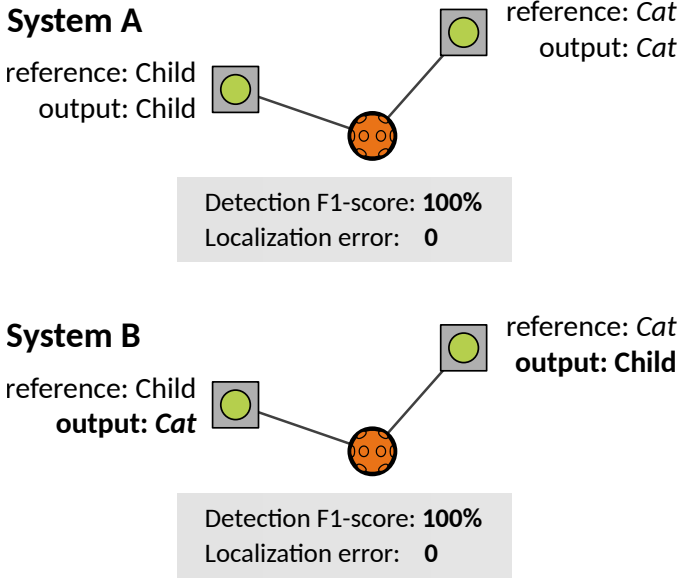 System A
reference: Cat
output: Cat
reference: Child
output: Child
Detection F1-score: 100%
Localization error: 0
System B
reference: Cat
output: Child
reference: Child
output: Cat
Detection F1-score: 100%
Localization error: 0